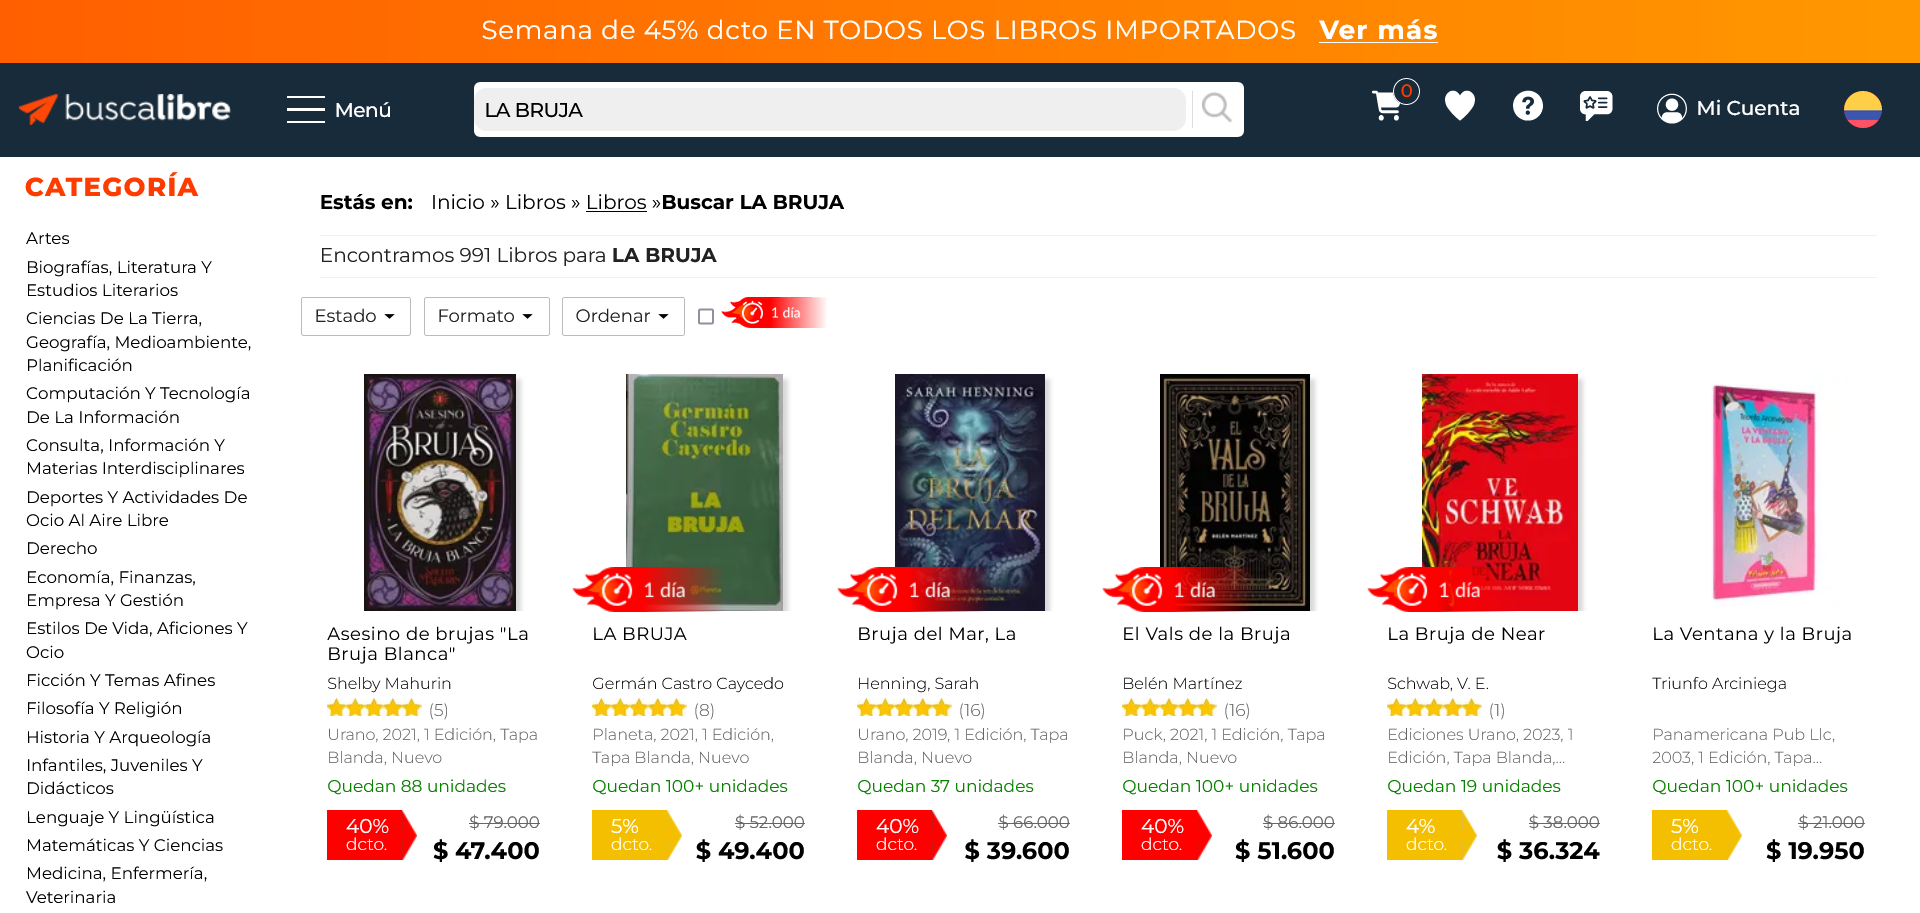 Semana de 45% dcto EN TODOS LOS LIBROS IMPORTADOS Ver más
buscalibre
Menú
LA BRUJA
0
Mi Cuenta
CATEGORÍA
Artes
Biografías, Literatura Y
Estudios Literarios
Ciencias De La Tierra,
Geografía, Medioambiente,
Planificación
Computación Y Tecnología
De La Información
Consulta, Información Y
Materias Interdisciplinares
Deportes Y Actividades De
Ocio Al Aire Libre
Derecho
Economía, Finanzas,
Empresa Y Gestión
Estilos De Vida, Aficiones Y
Ocio
Ficción Y Temas Afines
Filosofía Y Religión
Historia Y Arqueología
Infantiles, Juveniles Y
Didácticos
Lenguaje Y Lingüística
Matemáticas Y Ciencias
Medicina, Enfermería,
Veterinaria
Estás en: Inicio » Libros » Libros »Buscar LA BRUJA
Encontramos 991 Libros para LA BRUJA
Estado
Formato
Ordenar
1 día
ASESINO
de
BRUJAS
LA BRUJA BLANCA
SHELBY
MAHURIN
Asesino de brujas "La
Bruja Blanca"
Shelby Mahurin
(5)
Urano, 2021, 1 Edición, Tapa
Blanda, Nuevo
Quedan 88 unidades
40%
dcto.
$ 79.000
$ 47.400
Germán
Castro
Caycedo
LA
BRUJA
Planeta
1 día
LA BRUJA
Germán Castro Caycedo
(8)
Planeta, 2021, 1 Edición,
Tapa Blanda, Nuevo
Quedan 100+ unidades
5%
dcto.
$ 52.000
$ 49.400
SARAH HENNING
LA
BRUJA
DEL MAR
1 día
Bruja del Mar, La
Henning, Sarah
(16)
Urano, 2019, 1 Edición, Tapa
Blanda, Nuevo
Quedan 37 unidades
40%
dcto.
$ 66.000
$ 39.600
EL
VALS
DE LA
BRUJA
BELÉN MARTÍNEZ
1 día
El Vals de la Bruja
Belén Martínez
(16)
Puck, 2021, 1 Edición, Tapa
Blanda, Nuevo
Quedan 100+ unidades
40%
dcto.
$ 86.000
$ 51.600
VE
SCHWAB
LA
BRUJA
DE NEAR
1 día
La Bruja de Near
Schwab, V. E.
(1)
Ediciones Urano, 2023, 1
Edición, Tapa Blanda,...
Quedan 19 unidades
4%
dcto.
$ 38.000
$ 36.324
Triunfo Arciniegas
LA VENTANA
Y LA BRUJA
La Ventana y la Bruja
Triunfo Arciniega
Panamericana Pub Llc,
2003, 1 Edición, Tapa...
Quedan 100+ unidades
5%
dcto.
$ 21.000
$ 19.950